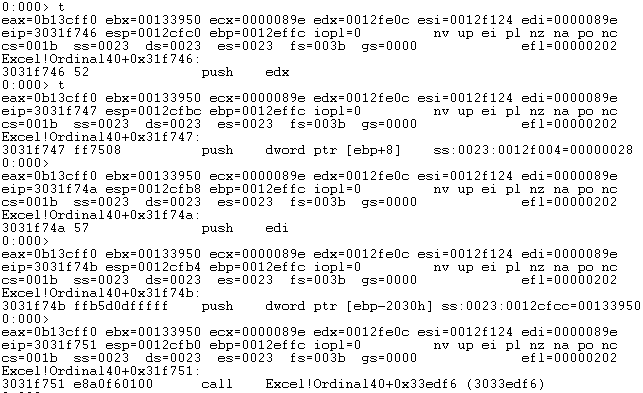 0:000> t
eax=0b13cff0 ebx=00133950 ecx=0000089e edx=0012fe0c esi=0012f124 edi=0000089e
eip=3031f746 esp=0012cfc0 ebp=0012effc iopl=0         nv up ei pl nz na po nc
cs=001b  ss=0023  ds=0023  es=0023  fs=003b  gs=0000             efl=00000202
Excel!Ordinal40+0x31f746:
3031f746 52              push    edx
0:000> t
eax=0b13cff0 ebx=00133950 ecx=0000089e edx=0012fe0c esi=0012f124 edi=0000089e
eip=3031f747 esp=0012cfbc ebp=0012effc iopl=0         nv up ei pl nz na po nc
cs=001b  ss=0023  ds=0023  es=0023  fs=003b  gs=0000             efl=00000202
Excel!Ordinal40+0x31f747:
3031f747 ff7508          push    dword ptr [ebp+8]    ss:0023:0012f004=00000028
0:000>
eax=0b13cff0 ebx=00133950 ecx=0000089e edx=0012fe0c esi=0012f124 edi=0000089e
eip=3031f74a esp=0012cfb8 ebp=0012effc iopl=0         nv up ei pl nz na po nc
cs=001b  ss=0023  ds=0023  es=0023  fs=003b  gs=0000             efl=00000202
Excel!Ordinal40+0x31f74a:
3031f74a 57              push    edi
0:000>
eax=0b13cff0 ebx=00133950 ecx=0000089e edx=0012fe0c esi=0012f124 edi=0000089e
eip=3031f74b esp=0012cfb4 ebp=0012effc iopl=0         nv up ei pl nz na po nc
cs=001b  ss=0023  ds=0023  es=0023  fs=003b  gs=0000             efl=00000202
Excel!Ordinal40+0x31f74b:
3031f74b ffb5d0dfffff    push    dword ptr [ebp-2030h] ss:0023:0012cfcc=00133950
0:000>
eax=0b13cff0 ebx=00133950 ecx=0000089e edx=0012fe0c esi=0012f124 edi=0000089e
eip=3031f751 esp=0012cfb0 ebp=0012effc iopl=0         nv up ei pl nz na po nc
cs=001b  ss=0023  ds=0023  es=0023  fs=003b  gs=0000             efl=00000202
Excel!Ordinal40+0x31f751:
3031f751 e8a0f60100      call    Excel!Ordinal40+0x33edf6 (3033edf6)